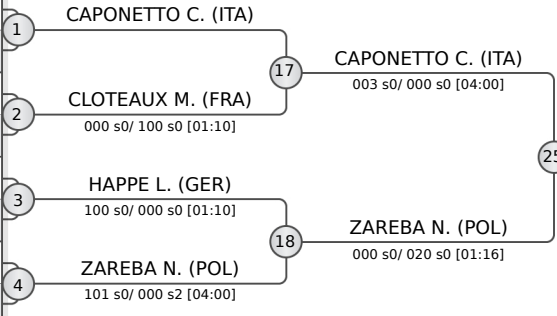 CAPONETTO C. (ITA)
1
17
CAPONETTO C. (ITA)
003 s0/ 000 s0 [04:00]
CLOTEAUX M. (FRA)
2
000 s0/ 100 s0 [01:10]
25
HAPPE L. (GER)
3
100 s0/ 000 s0 [01:10]
18
ZAREBA N. (POL)
000 s0/ 020 s0 [01:16]
ZAREBA N. (POL)
4
101 s0/ 000 s2 [04:00]